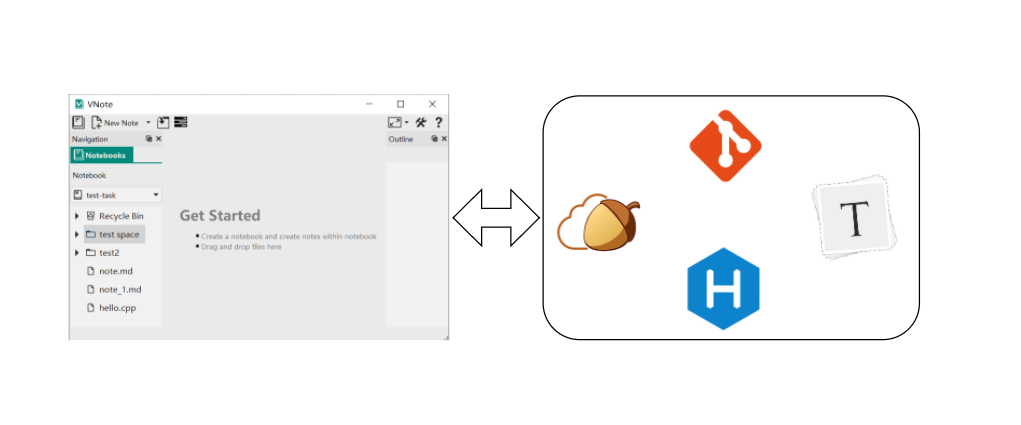 VNote
New Note
Navigation
Outline
Notebooks
Notebook
test-task
Recycle Bin
test space
test2
note.md
note_1.md
hello.cpp
Get Started
Create a notebook and create notes within notebook
Drag and drop files here
T
H